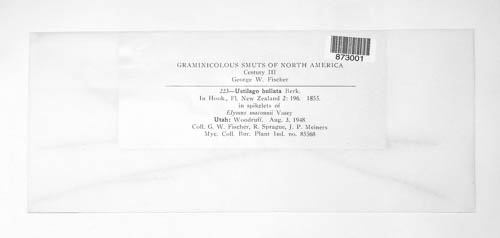 873001
GRAMINICOLOUS SMUTS OF NORTH AMERICA
Century III
George W. Fischer
223—Ustilago bullata Berk.
In Hook., Fl. New Zealand 2: 196. 1855.
in spikelets of
Elymus macounii Vasey
Utah: Woodruff. Aug. 3, 1948
Coll. G. W. Fischer, R. Sprague, J. P. Meiners
Myc. Coll. Bur. Plant Ind. no. 85568